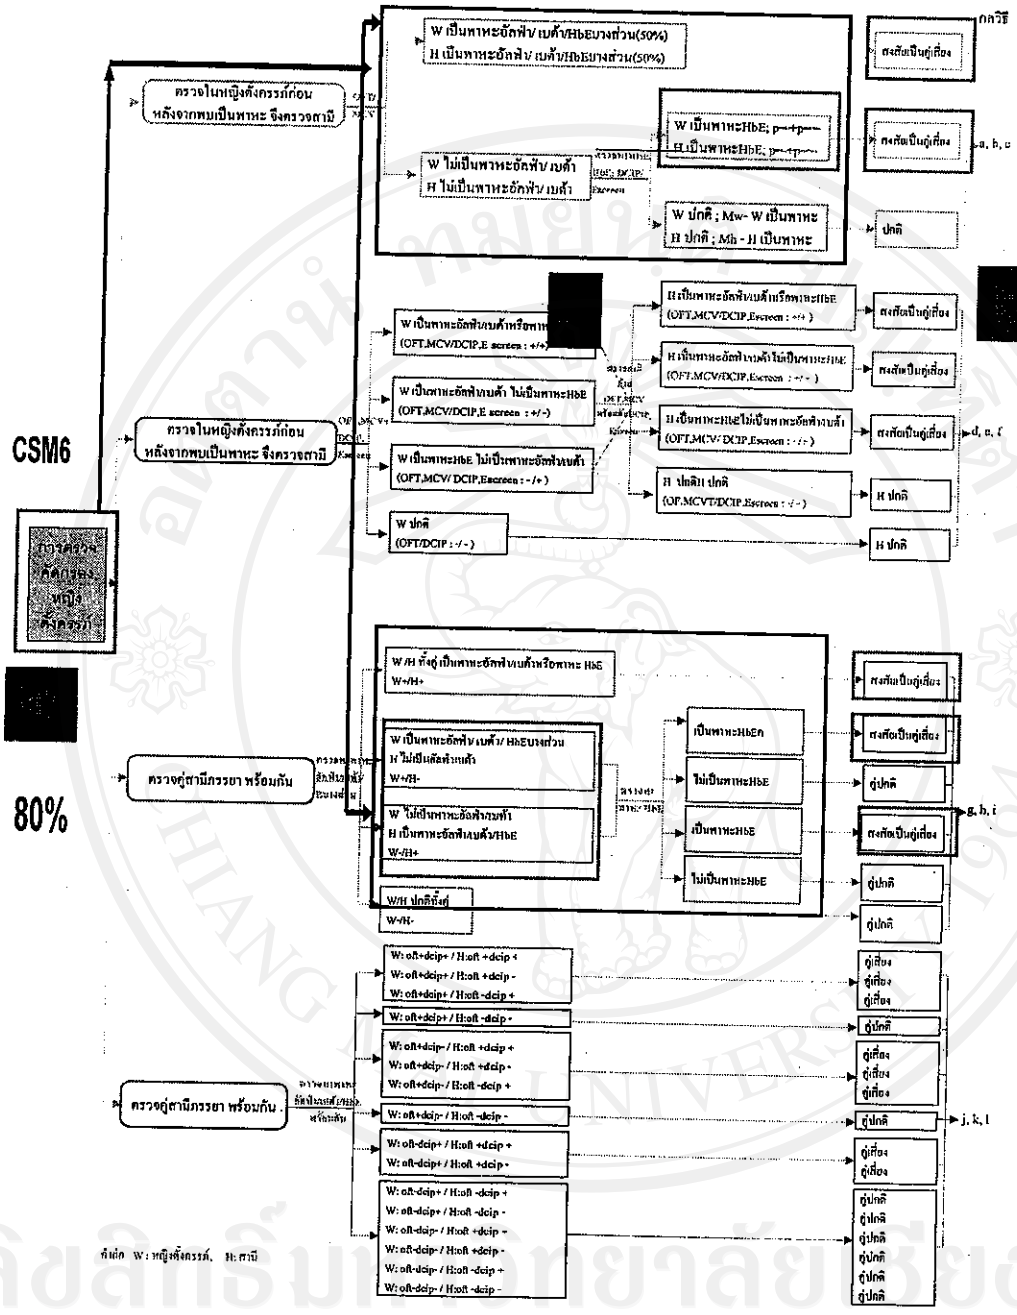 กลวิธี
W เป็นพาหะอัลฟ่า/ เบต้า/HbEบางส่วน(50%)
H เป็นพาหะอัลฟ่า/ เบต้า/HbEบางส่วน(50%)
สงสัยเป็นคู่เสี่ยง
ตรวจในหญิงตั้งครรภ์ก่อน
หลังจากพบเป็นพาหะ จึงตรวจสามี
W เป็นพาหะHbE;
H เป็นพาหะHbE;
สงสัยเป็นคู่เสี่ยง
a, b, c
W ไม่เป็นพาหะอัลฟ่า/ เบต้า
H ไม่เป็นพาหะอัลฟ่า/ เบต้า
W ปกติ ; Mw- W เป็นพาหะ
H ปกติ ; Mh - H เป็นพาหะ
ปกติ
H เป็นพาหะอัลฟ่า/เบต้าหรือพาหะHbE
(OFT,MCV/DCIP,Escreen : +/+ )
สงสัยเป็นคู่เสี่ยง
W เป็นพาหะอัลฟ่า/เบต้าหรือพาห
(OFT,MCV/DCIP,E screen : +/+)
H เป็นพาหะอัลฟ่า/เบต้าไม่เป็นพาหะHbE
(OFT,MCV/DCIP,Escreen : +/- )
สงสัยเป็นคู่เสี่ยง
W เป็นพาหะอัลฟ่า/เบต้า ไม่เป็นพาหะHbE
(OFT,MCV/DCIP,E screen : +/-)
H เป็นพาหะHbEไม่เป็นพาหะอัลฟ่า/เบต้า
(OFT,MCV/ DCIP,Escreen : -/+ )
สงสัยเป็นคู่เสี่ยง
d, e, f
ตรวจในหญิงตั้งครรภ์ก่อน
หลังจากพบเป็นพาหะ จึงตรวจสามี
CSM6
W เป็นพาหะHbE ไม่เป็นพาหะอัลฟ่า/เบต้า
(OFT,MCV/ DCIP,Escreen : -/+ )
H ปกติH ปกติ
(OF,MCVT/DCIP,Escreen : -/- )
H ปกติ
W ปกติ
(OFT/DCIP : -/- )
H ปกติ
การตรวจ
คัดกรอง
หญิง
ตั้งครรภ์
W /H ทั้งคู่ เป็นพาหะอัลฟ่า/เบต้าหรือพาหะ HbE
W+/H+
สงสัยเป็นคู่เสี่ยง
W เป็นพาหะอัลฟ่า/ เบต้า/ HbEบางส่วน
H ไม่เป็นอัลฟ่าเบต้า
W+/H-
เป็นพาหะHbEก
สงสัยเป็นคู่เสี่ยง
ตรวจคู่สามีภรรยา พร้อมกัน
ไม่เป็นพาหะHbE
คู่ปกติ
80%
W ไม่เป็นพาหะอัลฟ่า/เบต้า
H เป็นพาหะอัลฟ่า/เบต้า/HbE
W-/H+
เป็นพาหะHbE
สงสัยเป็นคู่เสี่ยง
g, h, i
ไม่เป็นพาหะHbE
คู่ปกติ
W/H ปกติทั้งคู่
W-/H-
คู่ปกติ
W: oft+dcip+ / H:oft +dcip +
W: oft+dcip+ / H:oft +dcip -
W: oft+dcip+ / H:oft -dcip +
คู่เสี่ยง
คู่เสี่ยง
คู่เสี่ยง
W: oft+dcip+ / H:oft -dcip -
คู่ปกติ
W: oft+dcip- / H:oft +dcip +
W: oft+dcip- / H:oft +dcip -
W: oft+dcip- / H:oft -dcip +
คู่เสี่ยง
คู่เสี่ยง
คู่เสี่ยง
ตรวจคู่สามีภรรยา พร้อมกัน
W: oft+dcip- / H:oft -dcip -
คู่ปกติ
j, k, l
W: oft-dcip+ / H:oft +dcip +
W: oft-dcip+ / H:oft +dcip -
คู่เสี่ยง
คู่เสี่ยง
W: oft-dcip+ / H:oft -dcip +
W: oft-dcip+ / H:oft -dcip -
W: oft-dcip- / H:oft +dcip +
W: oft-dcip- / H:oft +dcip -
W: oft-dcip- / H:oft -dcip +
W: oft-dcip- / H:oft -dcip -
คู่ปกติ
คู่ปกติ
คู่ปกติ
คู่ปกติ
คู่ปกติ
คู่ปกติ
W : หญิงตั้งครรภ์, H: สามี
CHIANG MAI UNIVERSITY 1964